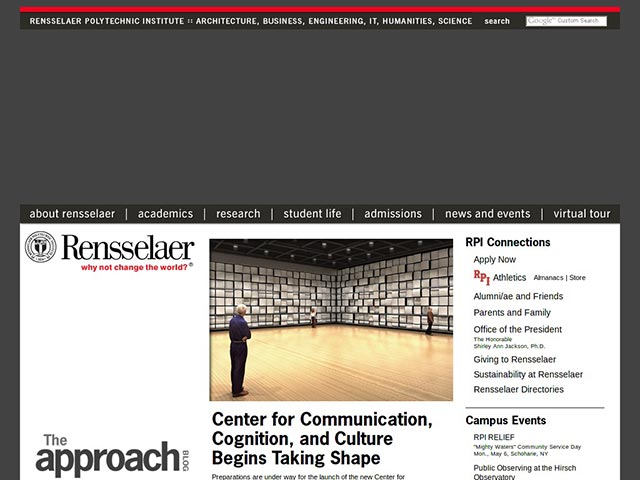 RENSSELAER POLYTECHNIC INSTITUTE :: ARCHITECTURE, BUSINESS, ENGINEERING, IT, HUMANITIES, SCIENCE search Google™ Custom Search
about rensselaer | academics | research | student life | admissions | news and events | virtual tour
Rensselaer
why not change the world?®
The
approach
BLOG
Center for Communication,
Cognition, and Culture
Begins Taking Shape
Preparations are under way for the launch of the new Center for
RPI Connections
Apply Now
RPI Athletics Almanacs | Store
Alumni/ae and Friends
Parents and Family
Office of the President
The Honorable
Shirley Ann Jackson, Ph.D.
Giving to Rensselaer
Sustainability at Rensselaer
Rensselaer Directories
Campus Events
RPI RELIEF
"Mighty Waters" Community Service Day
Mon., May 6, Schoharie, NY
Public Observing at the Hirsch
Observatory